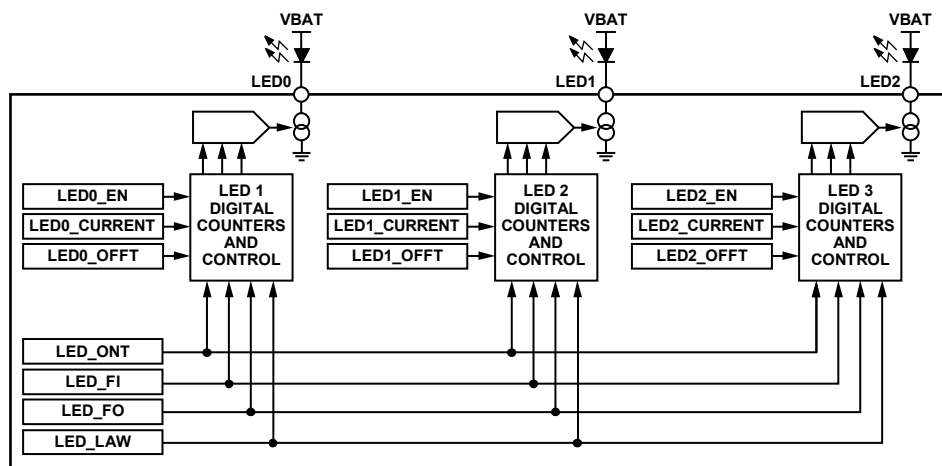 VBAT
VBAT
VBAT
LED0
LED1
LED2
LED0_EN
LED0_CURRENT
LED0_OFFT
LED 1
DIGITAL
COUNTERS
AND
CONTROL
LED1_EN
LED1_CURRENT
LED1_OFFT
LED 2
DIGITAL
COUNTERS
AND
CONTROL
LED2_EN
LED2_CURRENT
LED2_OFFT
LED 3
DIGITAL
COUNTERS
AND
CONTROL
LED_ONT
LED_FI
LED_FO
LED_LAW